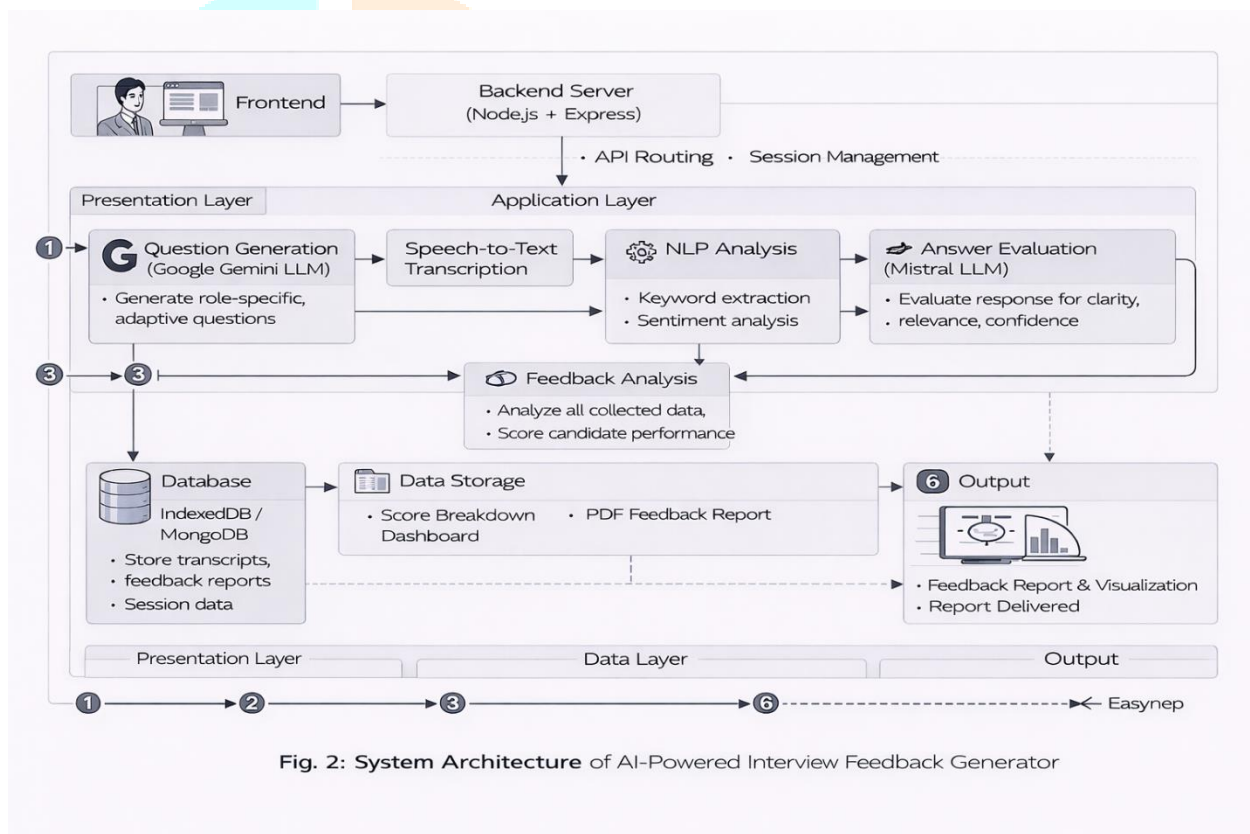 Frontend
Backend Server
(Node.js + Express)
• API Routing • Session Management
Presentation Layer
Application Layer
1
G Question Generation
(Google Gemini LLM)
• Generate role-specific,
adaptive questions
Speech-to-Text
Transcription
NLP Analysis
• Keyword extraction
• Sentiment analysis
Answer Evaluation
(Mistral LLM)
• Evaluate response for clarity,
• relevance, confidence
3
3
Feedback Analysis
• Analyze all collected data,
• Score candidate performance
Database
IndexedDB /
MongoDB
• Store transcripts,
• feedback reports
• Session data
Data Storage
• Score Breakdown
Dashboard
• PDF Feedback Report
6 Output
• Feedback Report & Visualization
• Report Delivered
Presentation Layer
Data Layer
Output
1
2
3
6
Easynep
Fig. 2: System Architecture of AI-Powered Interview Feedback Generator